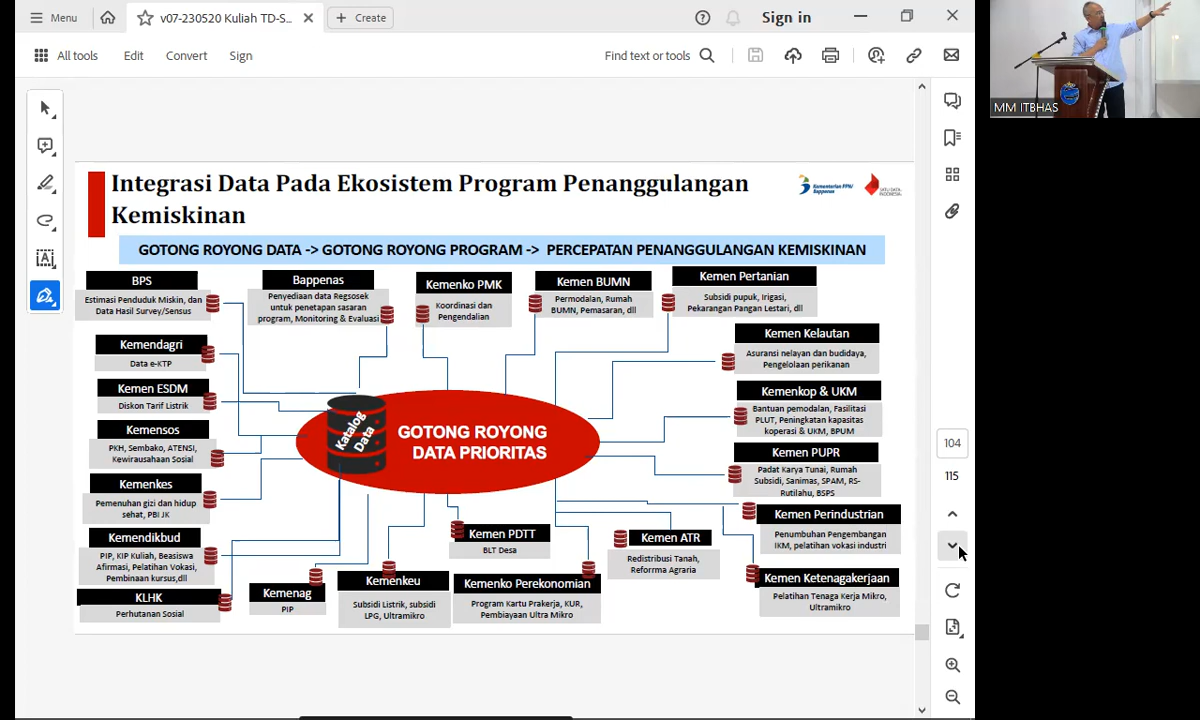 Menu
v07-230520 Kuliah TD-S...
Create
Sign in
All tools
Edit
Convert
Sign
Find text or tools
MM ITBHAS
Integrasi Data Pada Ekosistem Program Penanggulangan
Kemiskinan
Kementerian PPN/
Bappenas
SATU DATA
INDONESIA
GOTONG ROYONG DATA -> GOTONG ROYONG PROGRAM -> PERCEPATAN PENANGGULANGAN KEMISKINAN
BPS
Estimasi Penduduk Miskin, dan
Data Hasil Survey/Sensus
Bappenas
Penyediaan data Regsosek
untuk penetapan sasaran
program, Monitoring & Evaluasi
Kemenko PMK
Koordinasi dan
Pengendalian
Kemen BUMN
Permodalan, Rumah
BUMN, Pemasaran, dll
Kemen Pertanian
Subsidi pupuk, Irigasi,
Pekarangan Pangan Lestari, dll
Kemendagri
Data e-KTP
Kemen Kelautan
Asuransi nelayan dan budidaya,
Pengelolaan perikanan
Kemen ESDM
Diskon Tarif Listrik
Kemenkop & UKM
Bantuan pemodalan, Fasilitasi
PLUT, Peningkatan kapasitas
koperasi & UKM, BPUM
Kemensos
PKH, Sembako, ATENSI,
Kewirausahaan Sosial
Katalog
Data
GOTONG ROYONG
DATA PRIORITAS
Kemen PUPR
Padat Karya Tunai, Rumah
Subsidi, Sanimas, SPAM, RS-
Rutilahu, BSPS
Kemenkes
Pemenuhan gizi dan hidup
sehat, PBI JK
Kemen Perindustrian
Penumbuhan Pengembangan
IKM, pelatihan vokasi industri
Kemendikbud
PIP, KIP Kuliah, Beasiswa
Afirmasi, Pelatihan Vokasi,
Pembinaan kursus,dll
Kemen PDTT
BLT Desa
Kemen ATR
Redistribusi Tanah,
Reforma Agraria
KLHK
Perhutanan Sosial
Kemenag
PIP
Kemenkeu
Subsidi Listrik, subsidi
LPG, Ultramikro
Kemenko Perekonomian
Program Kartu Prakerja, KUR,
Pembiayaan Ultra Mikro
Kemen Ketenagakerjaan
Pelatihan Tenaga Kerja Mikro,
Ultramikro
104
115